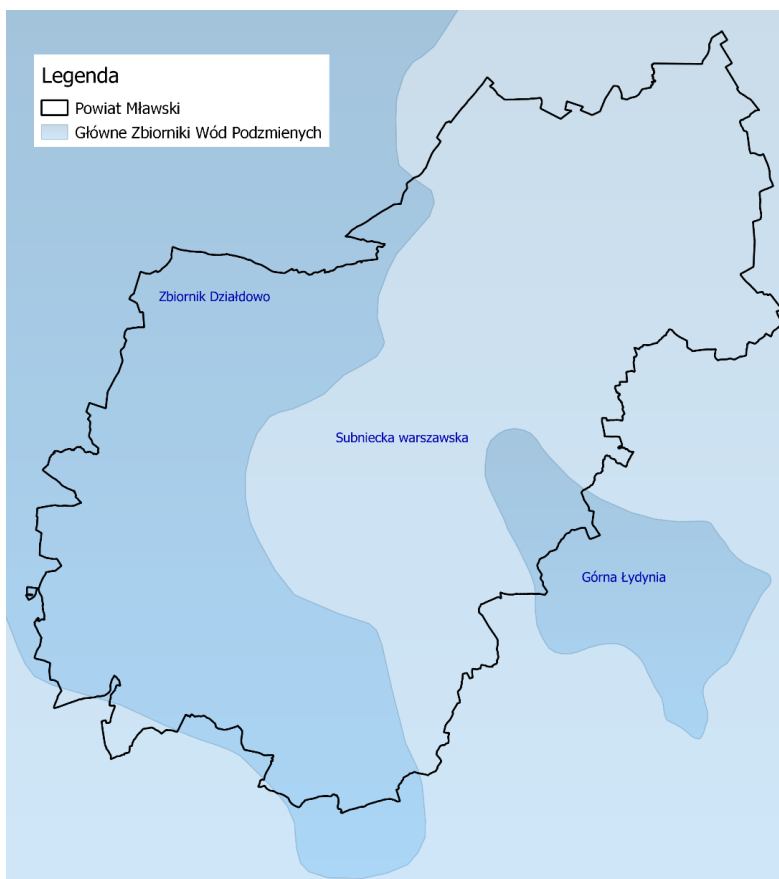 Legenda
Powiat Mławski
Główne Zbiorniki Wód Podzmienych
Zbiornik Działdowo
Subniecka warszawska
Górna Łydynia